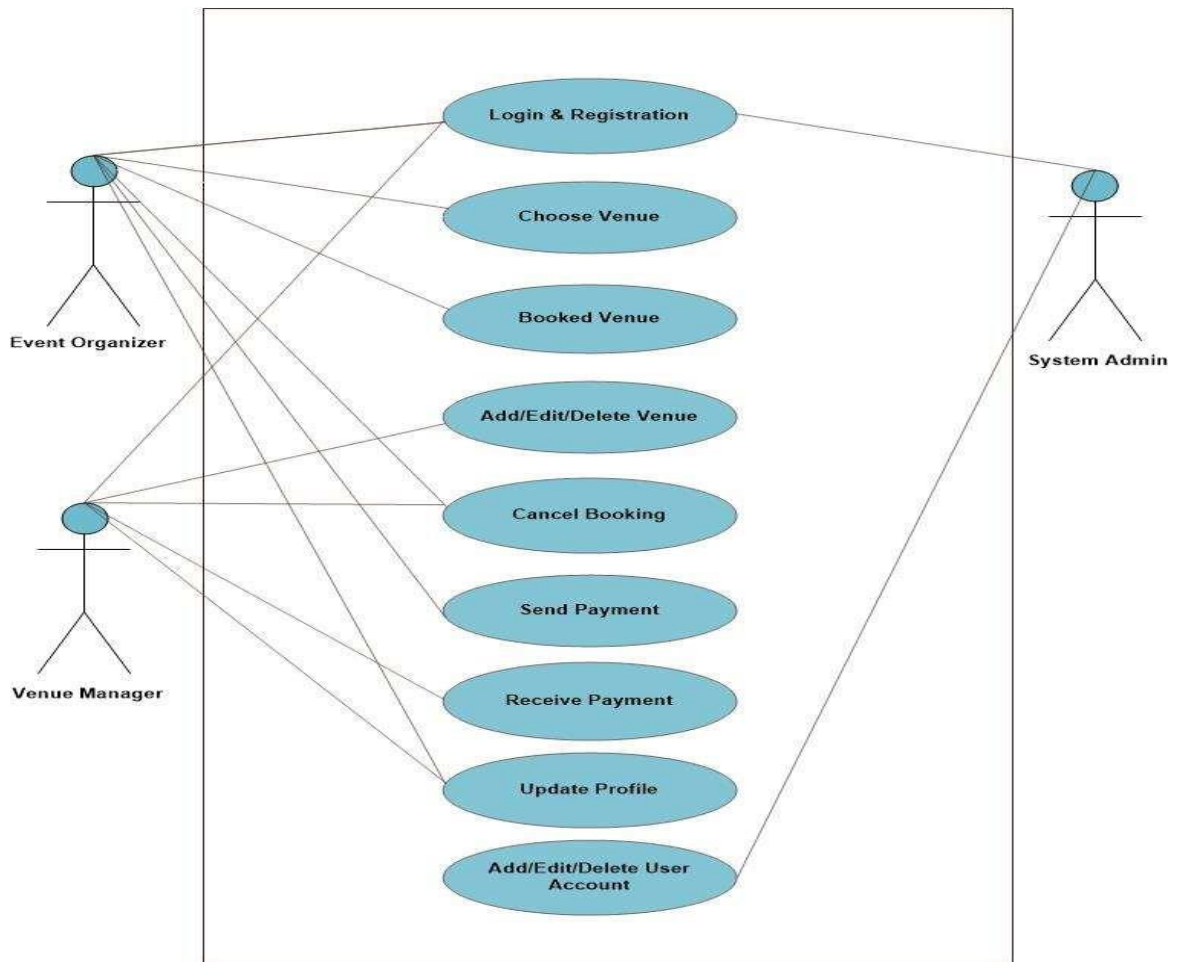 Login & Registration
Choose Venue
Booked Venue
Event Organizer
System Admin
Add/Edit/Delete Venue
Cancel Booking
Send Payment
Venue Manager
Receive Payment
Update Profile
Add/Edit/Delete User
Account